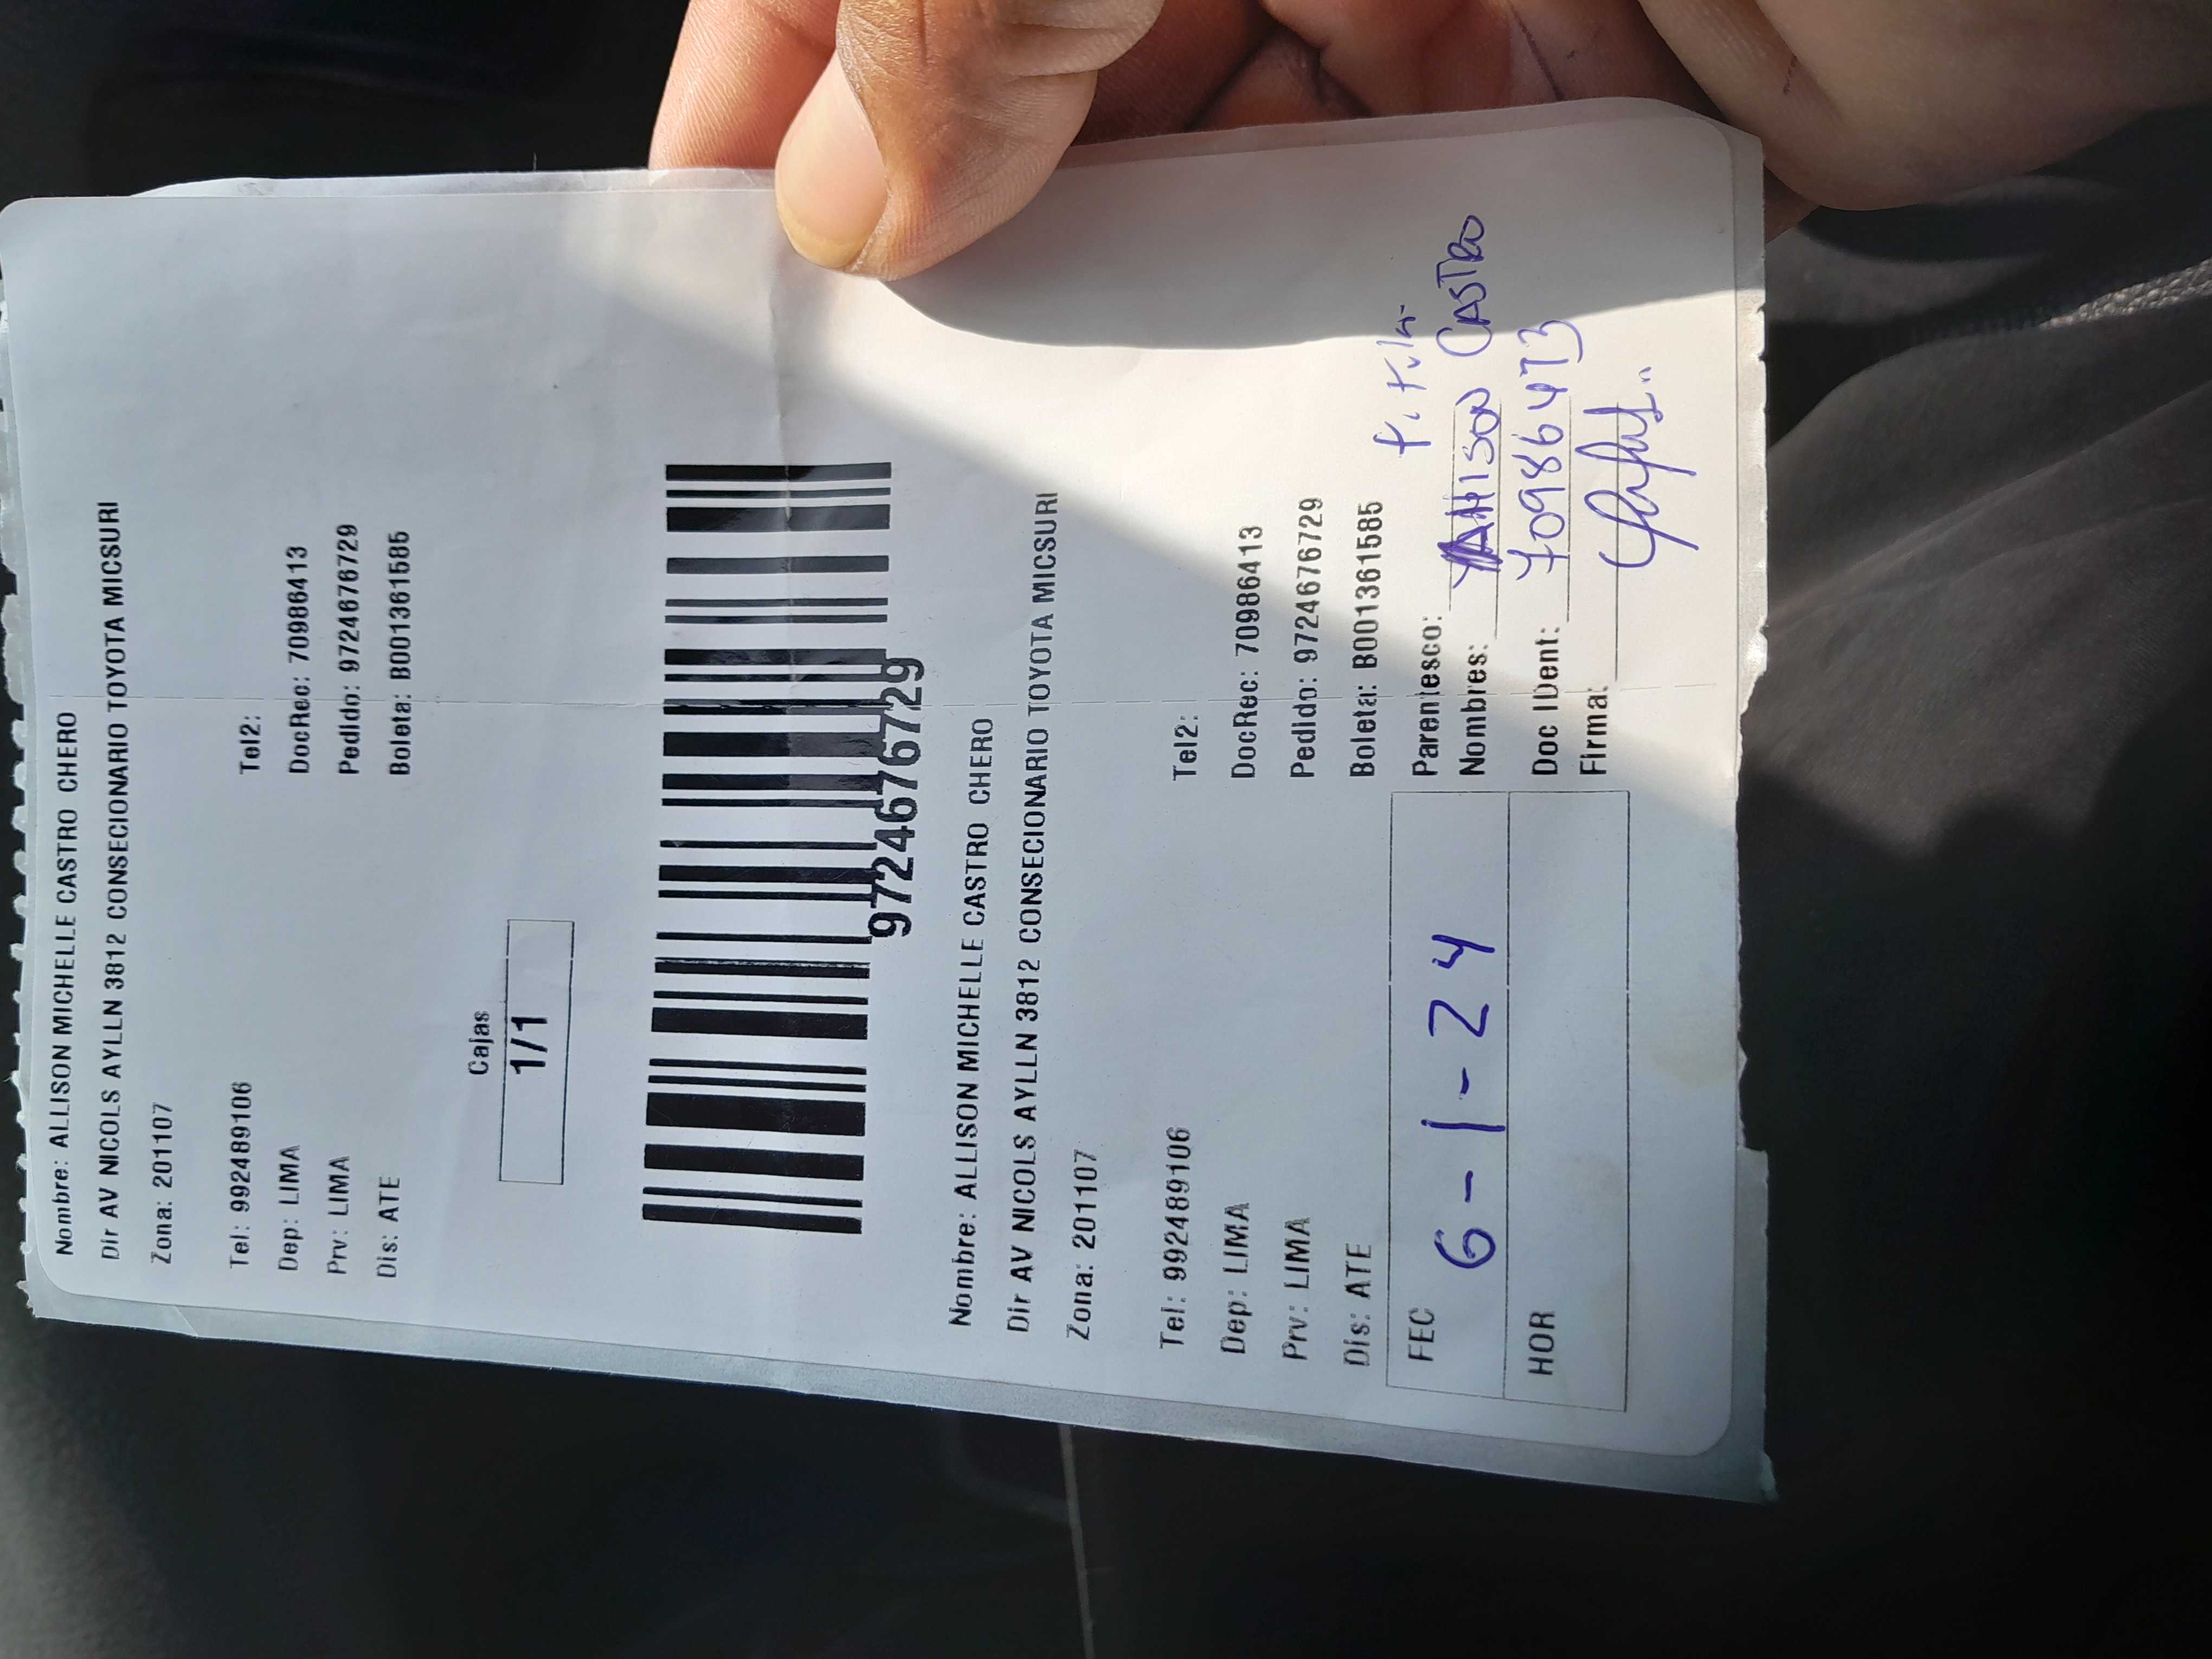 Nombre: ALLISON MICHELLE CASTRO CHERO
Dir AV NICOLS AYLLN 3812 CONSECIONARIO TOYOTA MICSURI
Zona: 201107
Tel: 992489106 Tel2:
Dep: LIMA DocRec: 70986413
Prv: LIMA Pedido: 9724676729
Dis: ATE Boleta: B001361585
Cajas
1/1
9724676729
Nombre: ALLISON MICHELLE CASTRO CHERO
Dir AV NICOLS AYLLN 3812 CONSECIONARIO TOYOTA MICSURI
Zona: 201107
Tel: 992489106 Tel2:
Dep: LIMA DocRec: 70986413
Prv: LIMA Pedido: 9724676729
Dis: ATE Boleta: B001361585
FEC 6-1-24 Parentesco: titular
Nombres: CASTRO
HOR Doc IDent:
Firma: